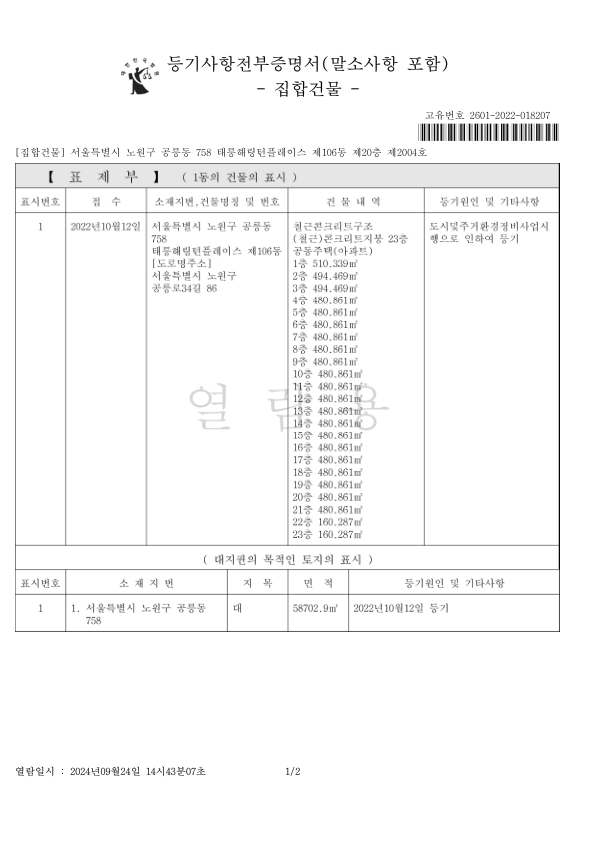 등기사항전부증명서(말소사항 포함)
- 집합건물 -
고유번호 2601-2022-018207
[집합건물] 서울특별시 노원구 공릉동 758 태릉해링턴플레이스 제106동 제20층 제2004호
【 표 제 부 】 ( 1동의 건물의 표시 )
표시번호 접 수 소재지번,건물명칭 및 번호 건 물 내 역 등기원인 및 기타사항
1 2022년10월12일 서울특별시 노원구 공릉동 철근콘크리트구조 도시및주거환경정비사업시
758 (철근)콘크리트지붕 23층 행으로 인하여 등기
태릉해링턴플레이스 제106동 공동주택(아파트)
[도로명주소] 1층 510.339㎡
서울특별시 노원구 2층 494.469㎡
공릉로34길 86 3층 494.469㎡
4층 480.861㎡
5층 480.861㎡
6층 480.861㎡
7층 480.861㎡
8층 480.861㎡
9층 480.861㎡
10층 480.861㎡
11층 480.861㎡
12층 480.861㎡
13층 480.861㎡
14층 480.861㎡
15층 480.861㎡
16층 480.861㎡
17층 480.861㎡
18층 480.861㎡
19층 480.861㎡
20층 480.861㎡
21층 480.861㎡
22층 160.287㎡
23층 160.287㎡
열 람 용
( 대지권의 목적인 토지의 표시 )
표시번호 소 재 지 번 지 목 면 적 등기원인 및 기타사항
1 1. 서울특별시 노원구 공릉동 대 58702.9㎡ 2022년10월12일 등기
758
열람일시 : 2024년09월24일 14시43분07초 1/2